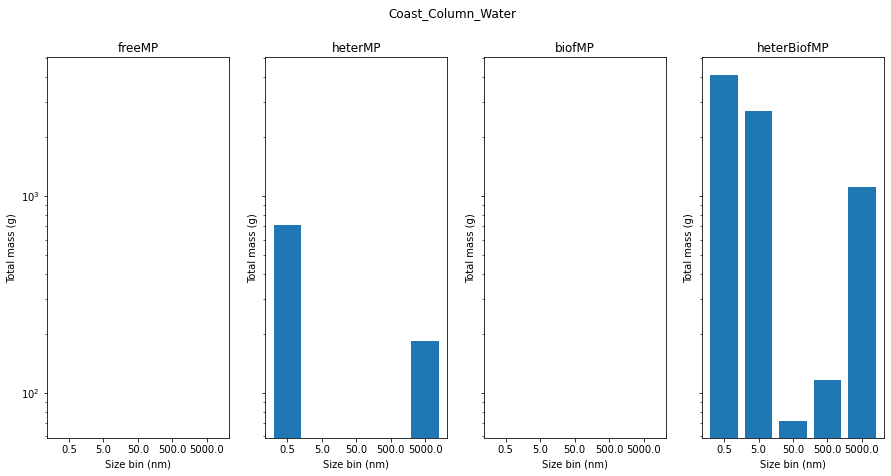 Coast_Column_Water
freeMP
heterMP
biofMP
heterBiofMP
Total mass (g)
10³
10²
0.5 5.0 50.0 500.0 5000.0
Size bin (nm)
Total mass (g)
0.5 5.0 50.0 500.0 5000.0
Size bin (nm)
Total mass (g)
0.5 5.0 50.0 500.0 5000.0
Size bin (nm)
Total mass (g)
0.5 5.0 50.0 500.0 5000.0
Size bin (nm)